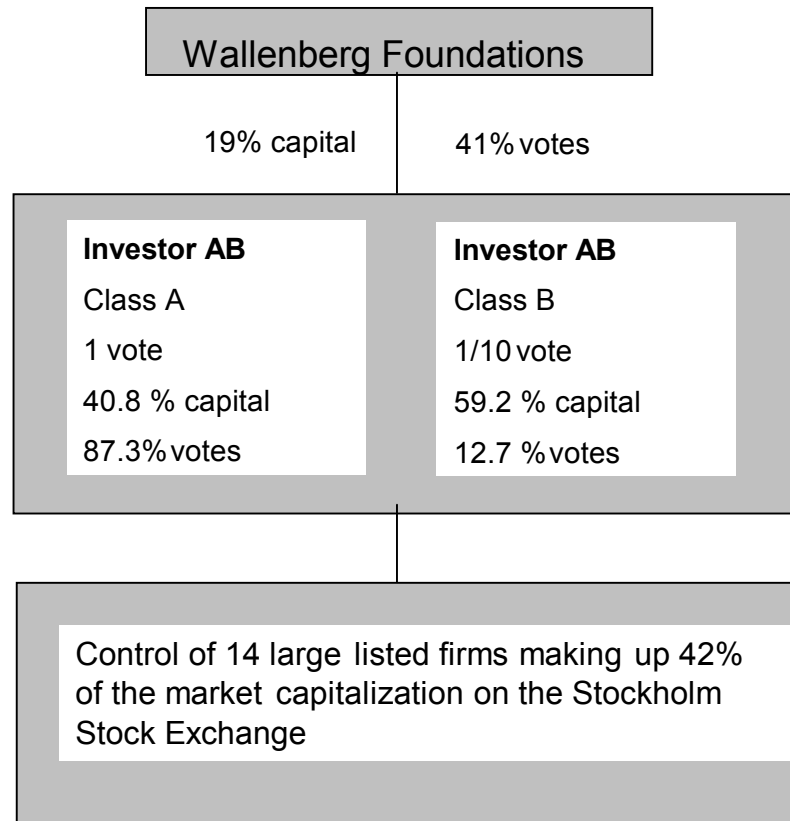 Wallenberg Foundations
19% capital
41% votes
Investor AB
Class A
1 vote
40.8 % capital
87.3% votes
Investor AB
Class B
1/10 vote
59.2 % capital
12.7 % votes
Control of 14 large listed firms making up 42%
of the market capitalization on the Stockholm
Stock Exchange